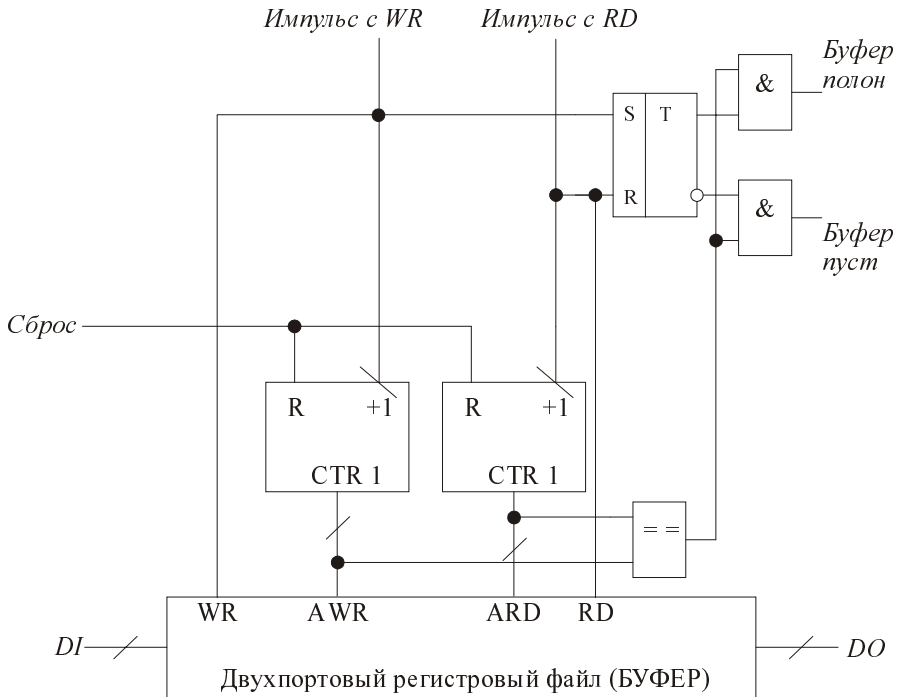 Импульс с WR
Импульс с RD
Буфер
полон
&
S
T
R
&
Буфер
пуст
Сброс
R
+1
CTR 1
R
+1
CTR 1
= =
WR
AWR
ARD
RD
DI
DO
Двухпортовый регистровый файл (БУФЕР)